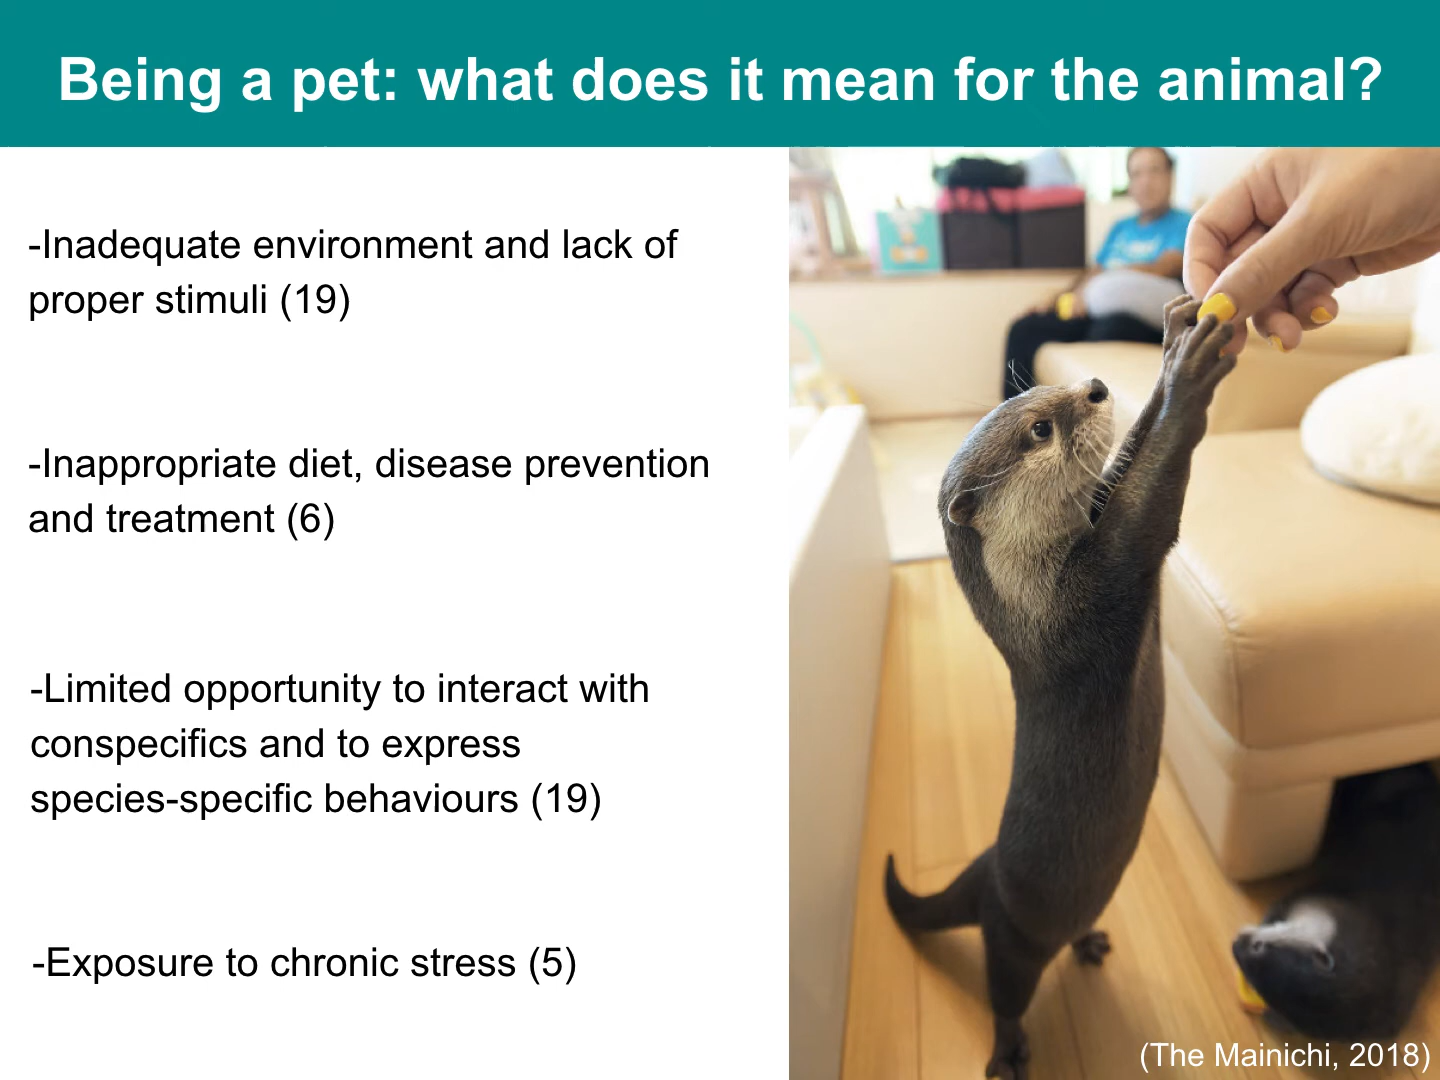 Being a pet: what does it mean for the animal?
-Inadequate environment and lack of
proper stimuli (19)
-Inappropriate diet, disease prevention
and treatment (6)
-Limited opportunity to interact with
conspecifics and to express
species-specific behaviours (19)
-Exposure to chronic stress (5)
(The Mainichi, 2018)